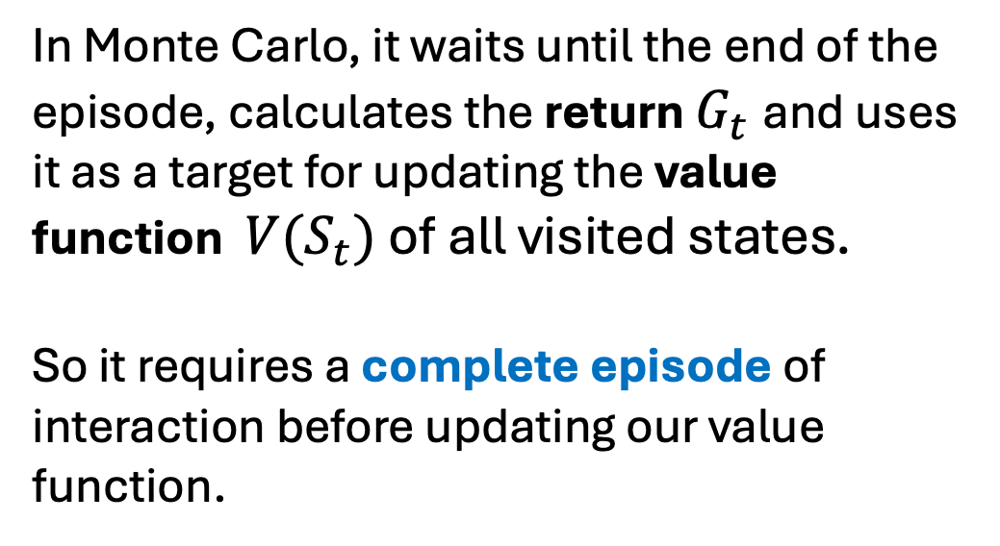 In Monte Carlo, it waits until the end of the
episode, calculates the return $G_t$ and uses
it as a target for updating the value
function $V(S_t)$ of all visited states.
So it requires a complete episode of
interaction before updating our value
function.